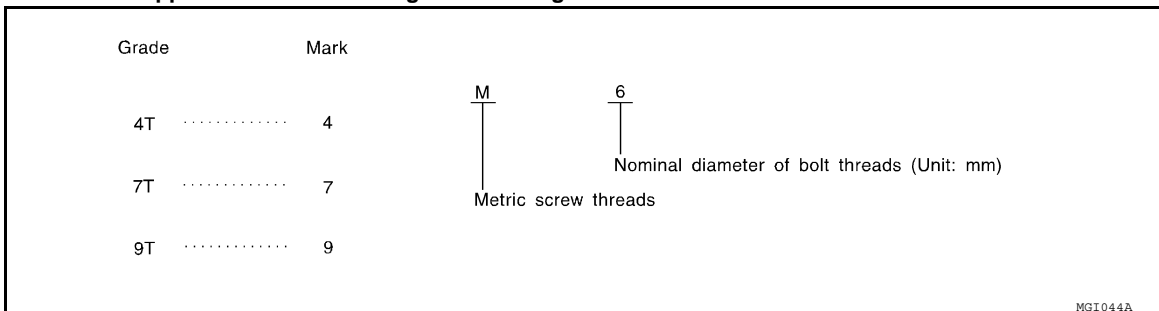 Grade Mark
M 6
4T ............. 4
Nominal diameter of bolt threads (Unit: mm)
7T ............. 7
Metric screw threads
9T ............. 9
MGI044A